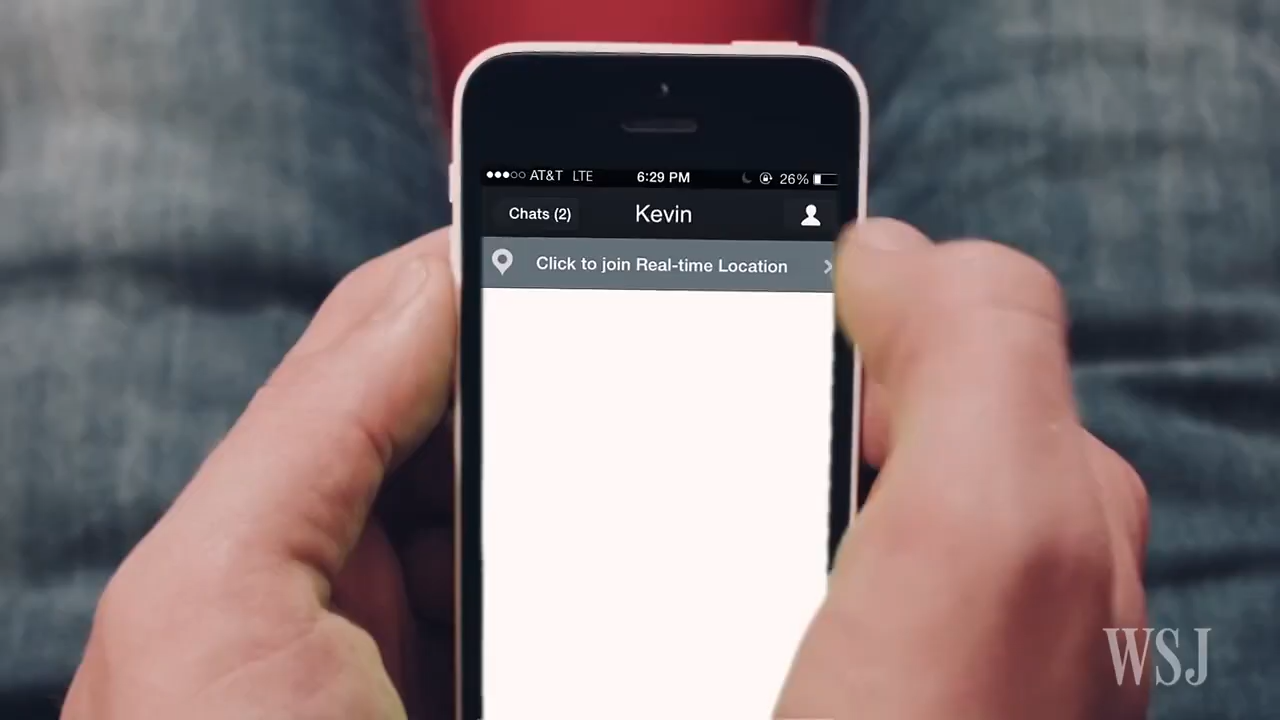 AT&T LTE 6:29 PM 26%
Chats (2) Kevin
Click to join Real-time Location
WSJ